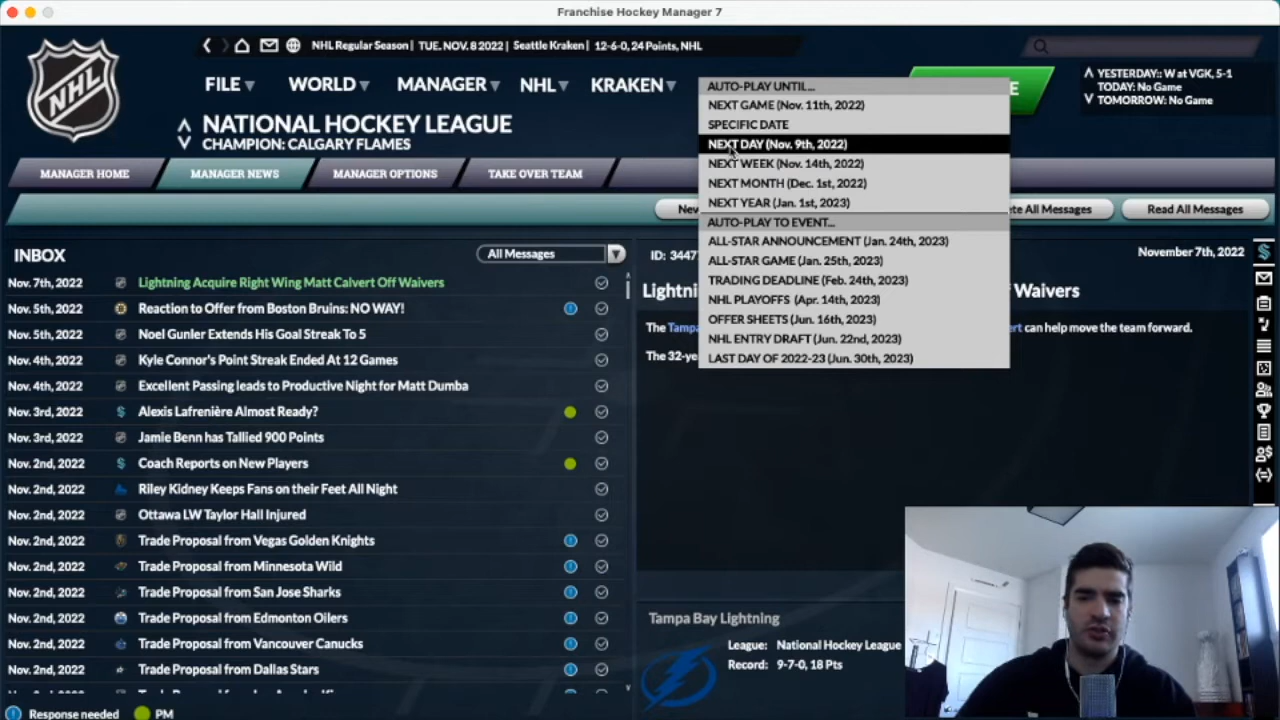 Franchise Hockey Manager 7
NHL Regular Season | TUE. NOV. 8 2022 | Seattle Kraken | 12-6-0, 24 Points, NHL
NHL
FILE WORLD MANAGER NHL KRAKEN
E
YESTERDAY:: W at VGK, 5-1
TODAY: No Game
TOMORROW: No Game
NATIONAL HOCKEY LEAGUE
CHAMPION: CALGARY FLAMES
AUTO-PLAY UNTIL...
NEXT GAME (Nov. 11th, 2022)
SPECIFIC DATE
NEXT DAY (Nov. 9th, 2022)
NEXT WEEK (Nov. 14th, 2022)
NEXT MONTH (Dec. 1st, 2022)
NEXT YEAR (Jan. 1st, 2023)
AUTO-PLAY TO EVENT...
ALL-STAR ANNOUNCEMENT (Jan. 24th, 2023)
ALL-STAR GAME (Jan. 25th, 2023)
TRADING DEADLINE (Feb. 24th, 2023)
NHL PLAYOFFS (Apr. 14th, 2023)
OFFER SHEETS (Jun. 16th, 2023)
NHL ENTRY DRAFT (Jun. 22nd, 2023)
LAST DAY OF 2022-23 (Jun. 30th, 2023)
MANAGER HOME MANAGER NEWS MANAGER OPTIONS TAKE OVER TEAM
Nev ete All Messages Read All Messages
INBOX All Messages
Nov. 7th, 2022 Lightning Acquire Right Wing Matt Calvert Off Waivers
Nov. 5th, 2022 Reaction to Offer from Boston Bruins: NO WAY!
Nov. 5th, 2022 Noel Gunler Extends His Goal Streak To 5
Nov. 4th, 2022 Kyle Connor's Point Streak Ended At 12 Games
Nov. 4th, 2022 Excellent Passing leads to Productive Night for Matt Dumba
Nov. 3rd, 2022 Alexis Lafrenière Almost Ready?
Nov. 3rd, 2022 Jamie Benn has Tallied 900 Points
Nov. 2nd, 2022 Coach Reports on New Players
Nov. 2nd, 2022 Riley Kidney Keeps Fans on their Feet All Night
Nov. 2nd, 2022 Ottawa LW Taylor Hall Injured
Nov. 2nd, 2022 Trade Proposal from Vegas Golden Knights
Nov. 2nd, 2022 Trade Proposal from Minnesota Wild
Nov. 2nd, 2022 Trade Proposal from San Jose Sharks
Nov. 2nd, 2022 Trade Proposal from Edmonton Oilers
Nov. 2nd, 2022 Trade Proposal from Vancouver Canucks
Nov. 2nd, 2022 Trade Proposal from Dallas Stars
Response needed PM
ID: 3447 November 7th, 2022
Lightni Waivers
The Tampa ert can help move the team forward.
The 32-ye
Tampa Bay Lightning
League: National Hockey League
Record: 9-7-0, 18 Pts